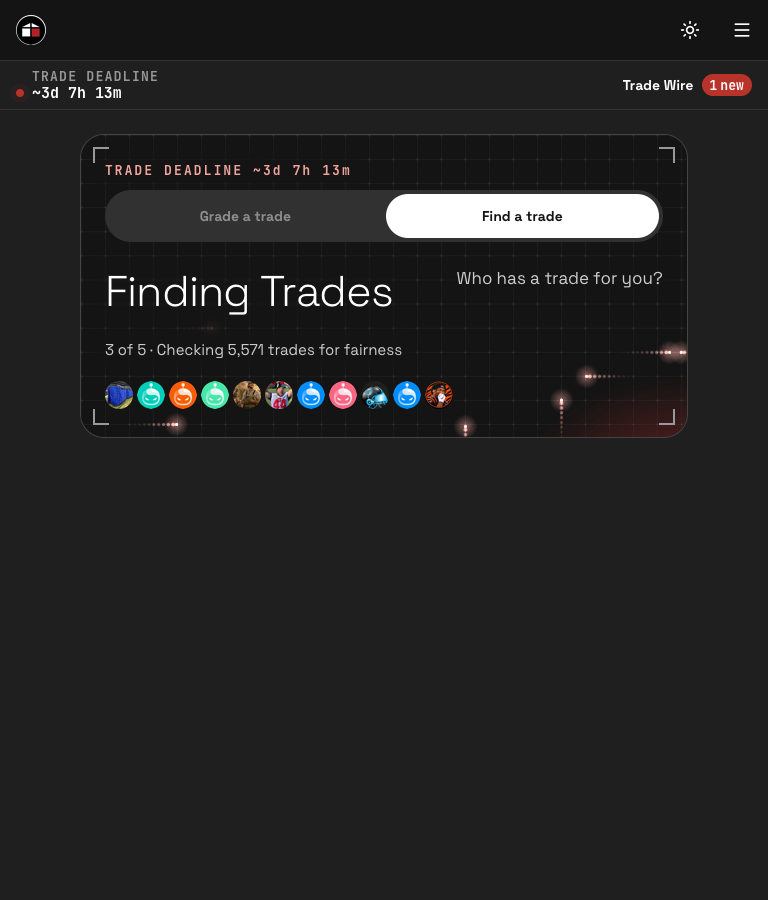 TRADE DEADLINE
~3d 7h 13m
Trade Wire
1 new
TRADE DEADLINE ~3d 7h 13m
Grade a trade
Find a trade
Finding Trades
Who has a trade for you?
3 of 5 · Checking 5,571 trades for fairness